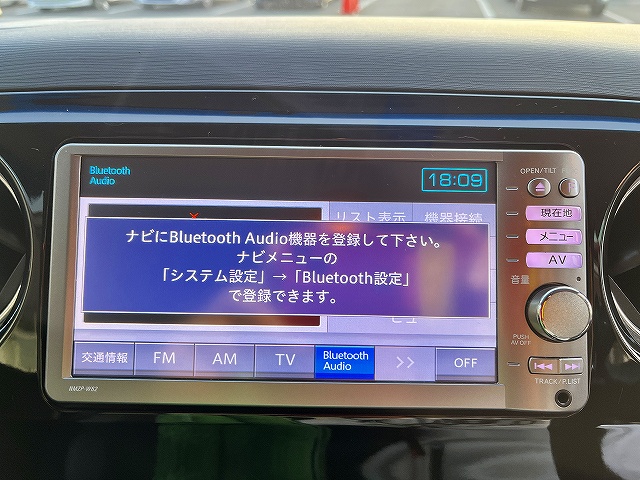 Bluetooth
Audio
18:09
OPEN/TILT
リスト表示
機器接続
現在地
メニュー
AV
ナビにBluetooth Audio機器を登録して下さい。
ナビメニューの
「システム設定」→「Bluetooth設定」
で登録できます。
音量
PUSH
AV OFF
交通情報
FM
AM
TV
Bluetooth
Audio
>>
OFF
TRACK/P.LIST
NMZP-W62